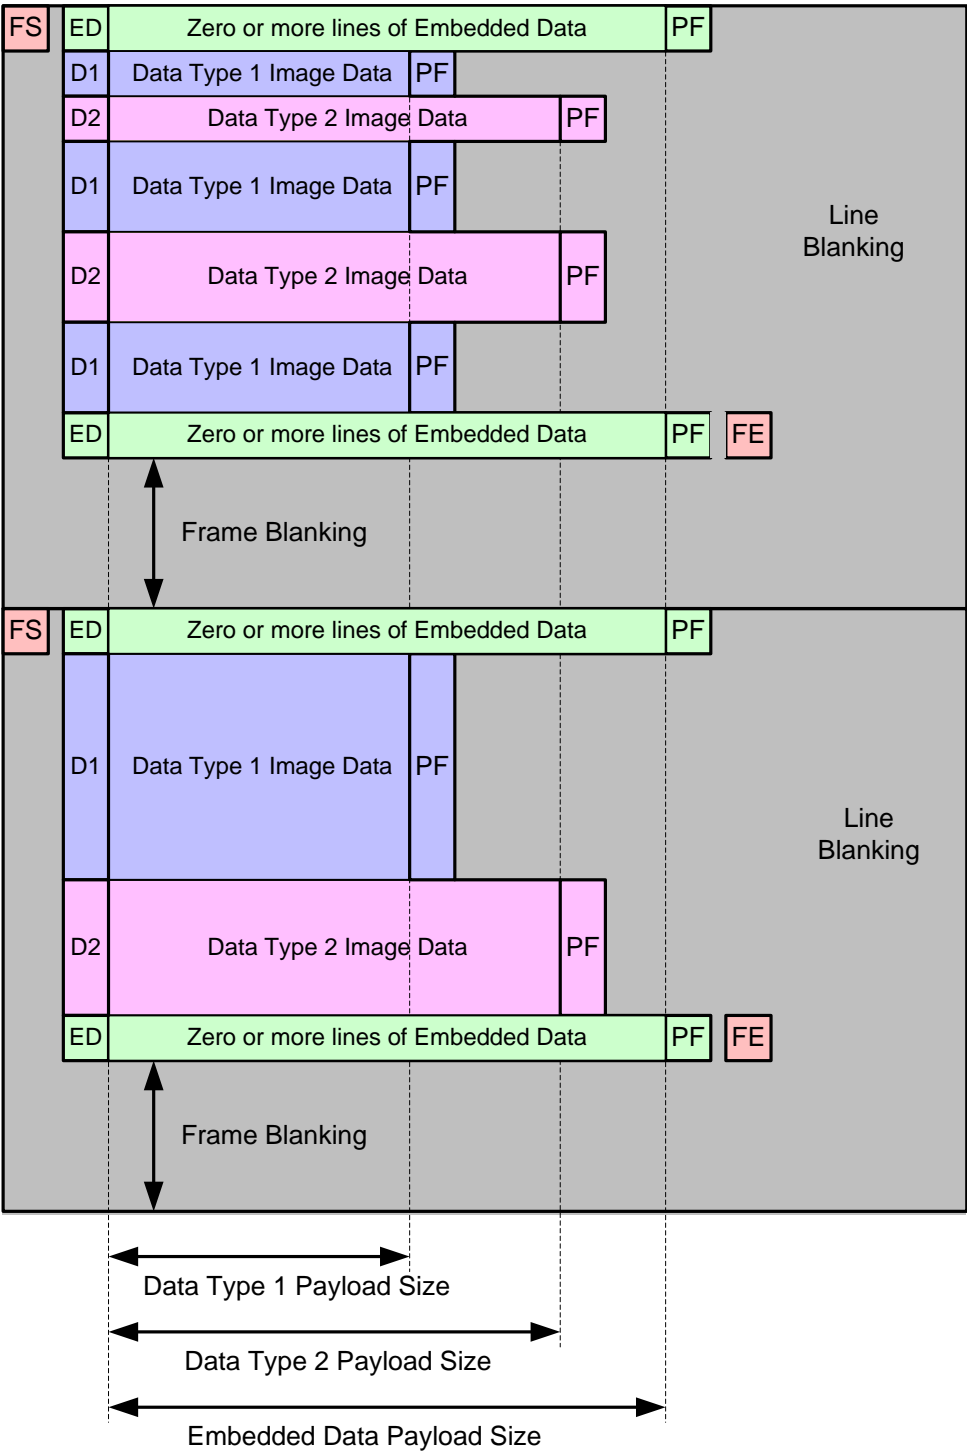 FS ED Zero or more lines of Embedded Data PF
D1 Data Type 1 Image Data PF
D2 Data Type 2 Image Data PF
D1 Data Type 1 Image Data PF
Line
Blanking
D2 Data Type 2 Image Data PF
D1 Data Type 1 Image Data PF
ED Zero or more lines of Embedded Data PF FE
Frame Blanking
FS ED Zero or more lines of Embedded Data PF
D1 Data Type 1 Image Data PF
Line
Blanking
D2 Data Type 2 Image Data PF
ED Zero or more lines of Embedded Data PF FE
Frame Blanking
Data Type 1 Payload Size
Data Type 2 Payload Size
Embedded Data Payload Size